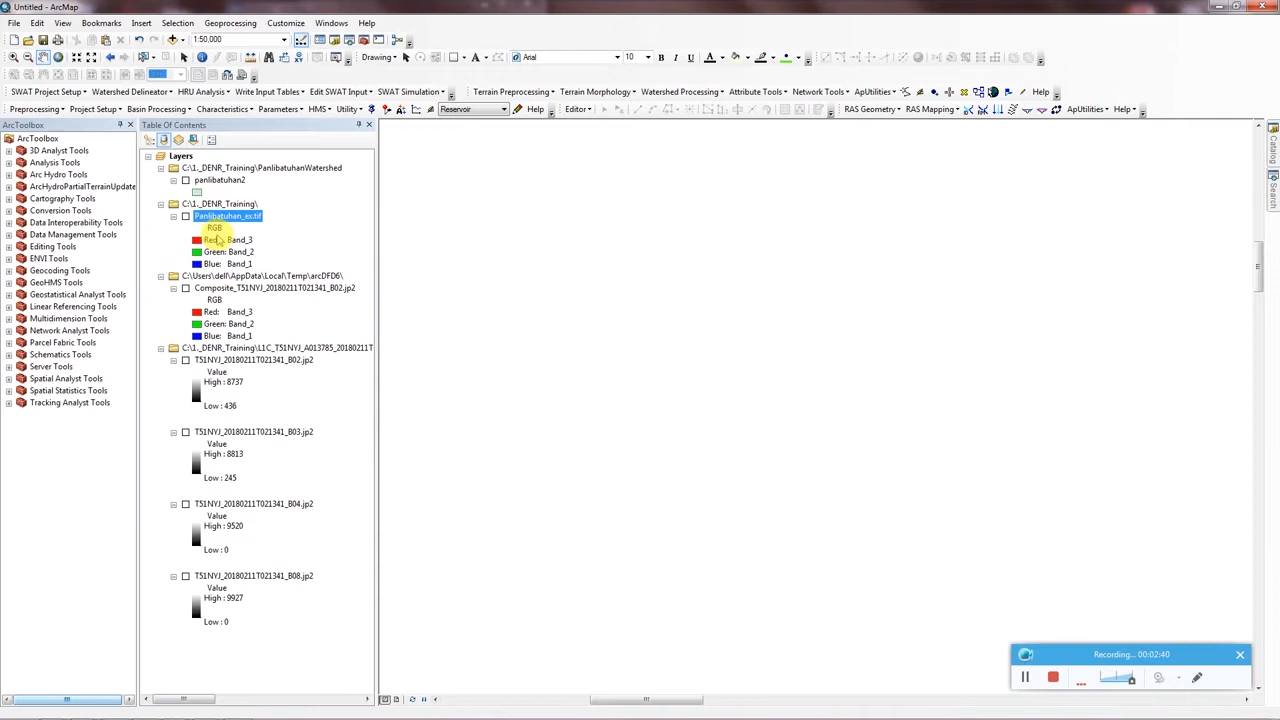 Untitled - ArcMap
File Edit View Bookmarks Insert Selection Geoprocessing Customize Windows Help
1:50,000
Drawing Arial 10 B I U A
SWAT Project Setup Watershed Delineator HRU Analysis Write Input Tables Edit SWAT Input SWAT Simulation Terrain Preprocessing Terrain Morphology Watershed Processing Attribute Tools Network Tools ApUtilities Help
Preprocessing Project Setup Basin Processing Characteristics Parameters HMS Utility Reservoir Help Editor RAS Geometry RAS Mapping ApUtilities Help
ArcToolbox
ArcToolbox
3D Analyst Tools
Analysis Tools
Arc Hydro Tools
ArcHydroPartialTerrainUpdate
Cartography Tools
Conversion Tools
Data Interoperability Tools
Data Management Tools
Editing Tools
ENVI Tools
Geocoding Tools
GeoHMS Tools
Geostatistical Analyst Tools
Linear Referencing Tools
Multidimension Tools
Network Analyst Tools
Parcel Fabric Tools
Schematics Tools
Server Tools
Spatial Analyst Tools
Spatial Statistics Tools
Tracking Analyst Tools
Table Of Contents
Layers
C:\1._DENR_Training\PanlibatuhanWatershed
panlibatuhan2
C:\1._DENR_Training\
Panlibatuhan_ex.tif
RGB
Red: Band_3
Green: Band_2
Blue: Band_1
C:\Users\dell\AppData\Local\Temp\arcDFD6\
Composite_T51NYJ_20180211T021341_B02.jp2
RGB
Red: Band_3
Green: Band_2
Blue: Band_1
C:\1._DENR_Training\L1C_T51NYJ_A013785_20180211T
T51NYJ_20180211T021341_B02.jp2
Value
High : 8737
Low : 436
T51NYJ_20180211T021341_B03.jp2
Value
High : 8813
Low : 245
T51NYJ_20180211T021341_B04.jp2
Value
High : 9520
Low : 0
T51NYJ_20180211T021341_B08.jp2
Value
High : 9927
Low : 0
Catalog
Search
Recording... 00:02:40